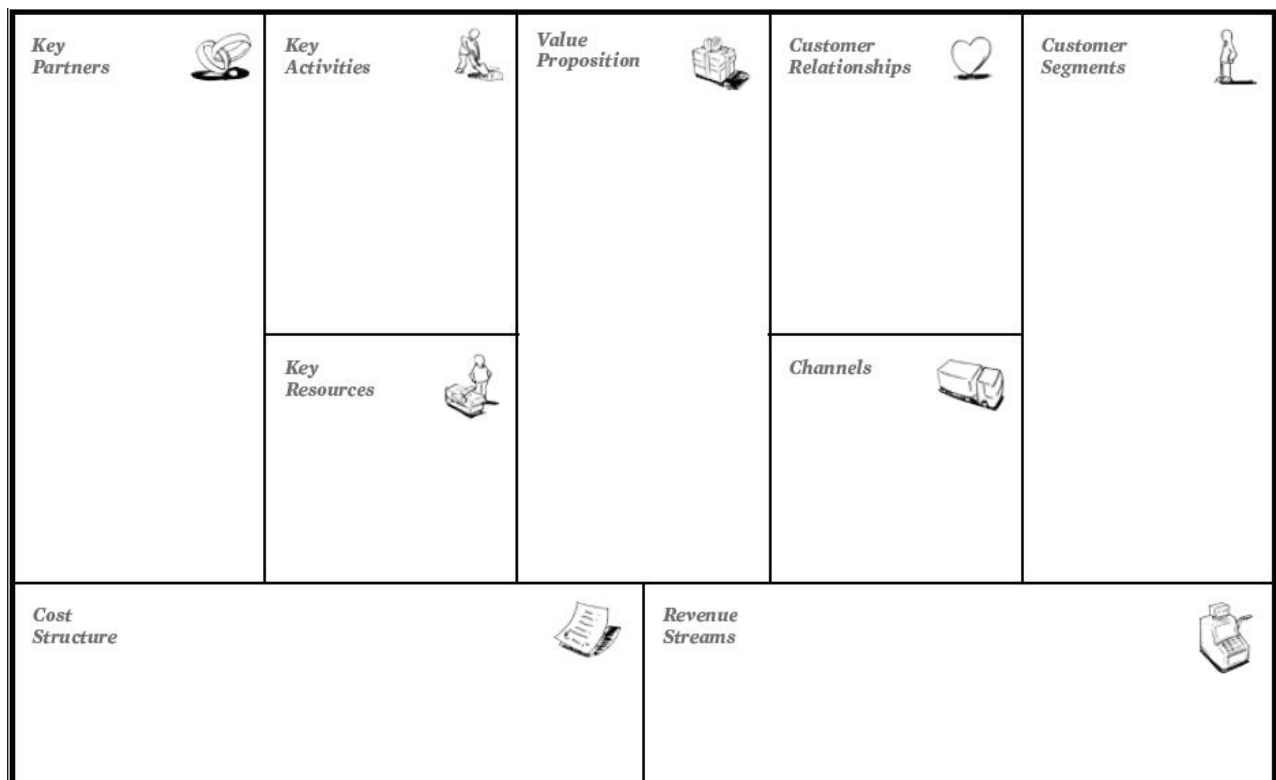 Key
Partners
Key
Activities
Value
Proposition
Customer
Relationships
Customer
Segments
Key
Resources
Channels
Cost
Structure
Revenue
Streams